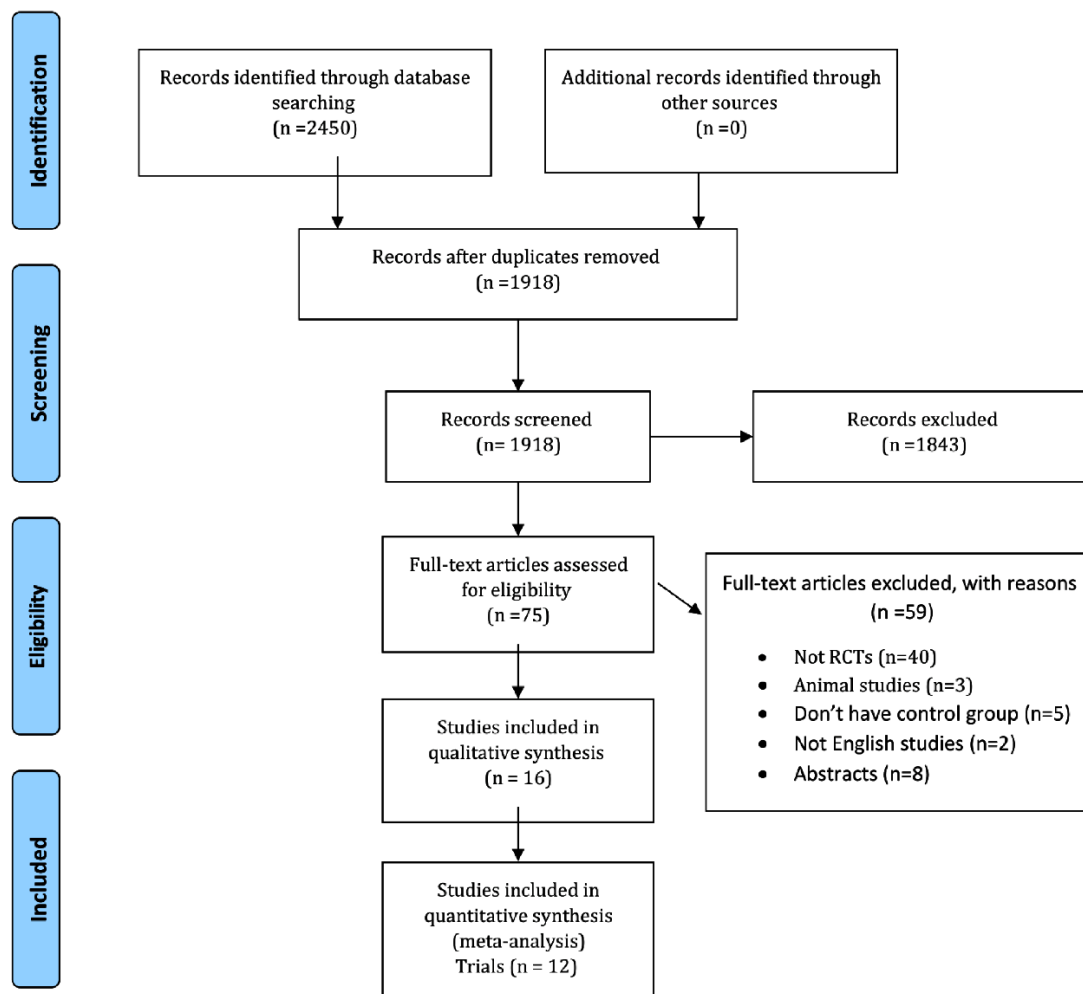 Identification
Records identified through database
searching
(n =2450)
Additional records identified through
other sources
(n =0)
Records after duplicates removed
(n =1918)
Screening
Records screened
(n= 1918)
Records excluded
(n =1843)
Eligibility
Full-text articles assessed
for eligibility
(n =75)
Full-text articles excluded, with reasons
(n =59)
• Not RCTs (n=40)
• Animal studies (n=3)
• Don’t have control group (n=5)
• Not English studies (n=2)
• Abstracts (n=8)
Studies included in
qualitative synthesis
(n = 16)
Included
Studies included in
quantitative synthesis
(meta-analysis)
Trials (n = 12)